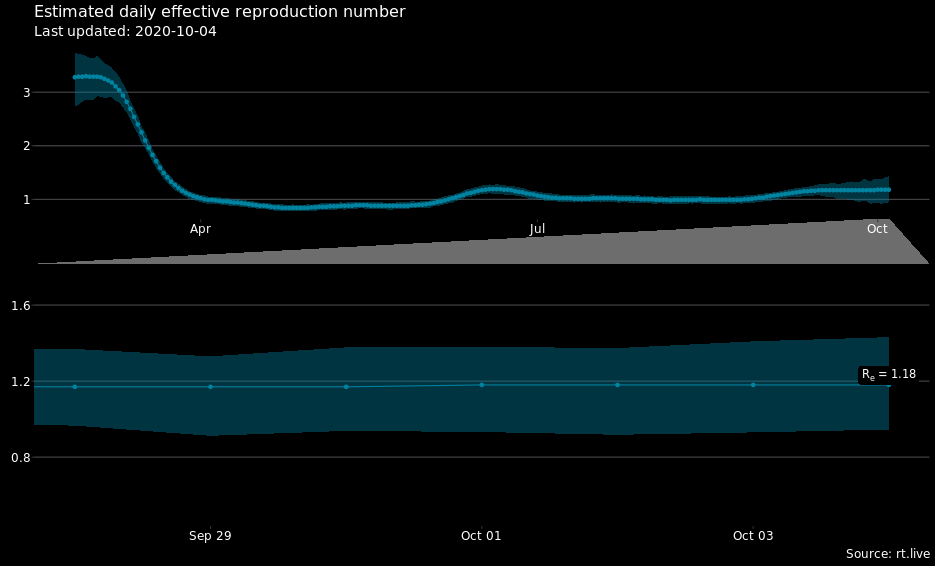 Estimated daily effective reproduction number
Last updated: 2020-10-04
3
2
1
Apr Jul Oct
1.6
1.2
Re = 1.18
0.8
Sep 29 Oct 01 Oct 03
Source: rt.live